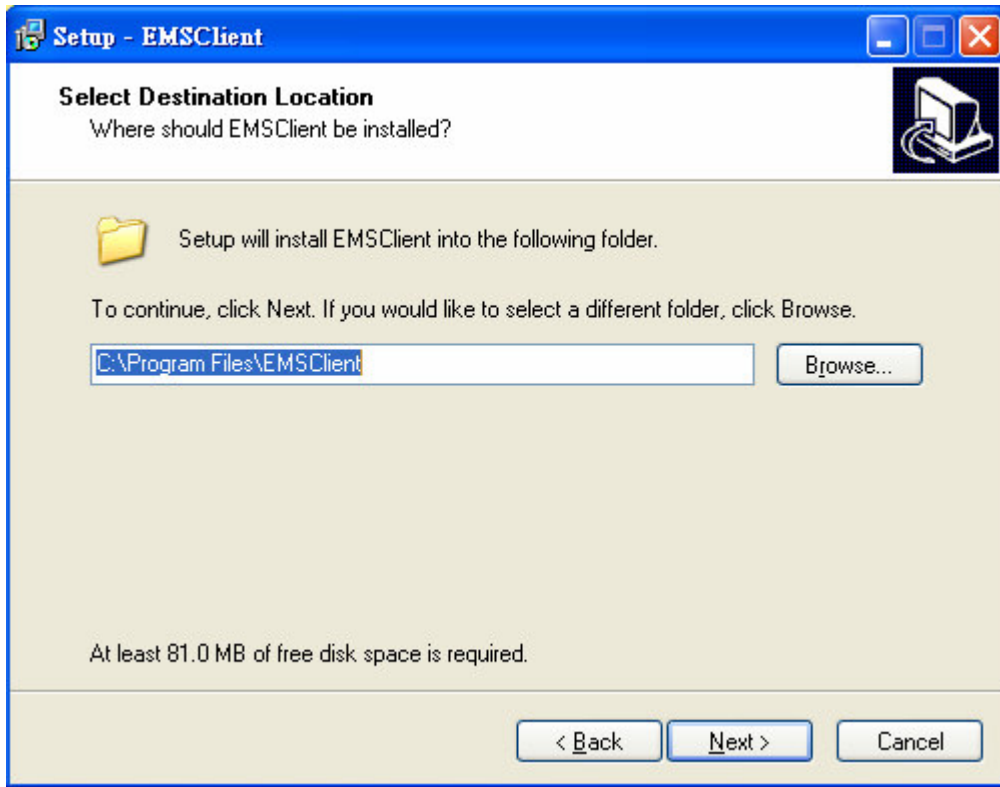 Setup - EMSClient
Select Destination Location
Where should EMSClient be installed?
Setup will install EMSClient into the following folder.
To continue, click Next. If you would like to select a different folder, click Browse.
C:\Program Files\EMSClient
Browse...
At least 81.0 MB of free disk space is required.
< Back
Next >
Cancel